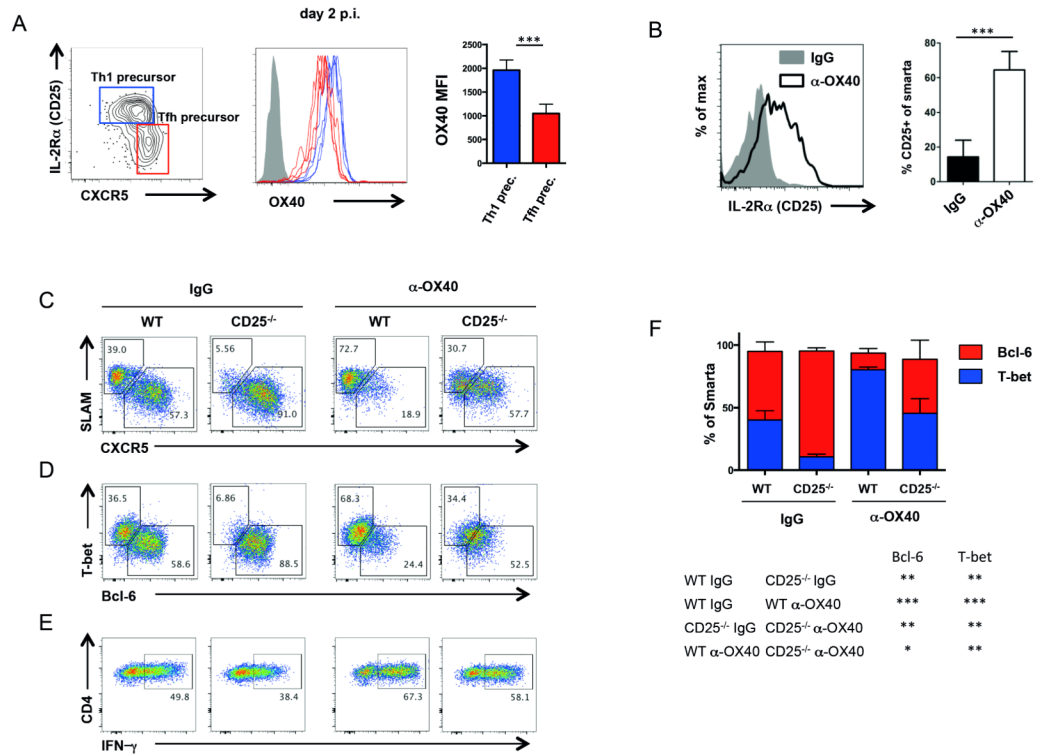 day 2 p.i.
A
IL-2Rα (CD25)
Th1 precursor
Tfh precursor
CXCR5
OX40
***
OX40 MFI
2500
2000
1500
1000
500
0
Th1 prec.
Tfh prec.
B
% of max
IgG
α-OX40
IL-2Rα (CD25)
***
% CD25+ of smarta
80
60
40
20
0
IgG
α-OX40
C
IgG
α-OX40
WT
CD25-/-
WT
CD25-/-
SLAM
39.0
57.3
5.56
91.0
72.7
18.9
30.7
57.7
CXCR5
D
T-bet
36.5
58.6
6.86
88.5
68.3
24.4
34.4
52.5
Bcl-6
E
CD4
49.8
38.4
67.3
58.1
IFN-γ
F
% of Smarta
100
50
0
Bcl-6
T-bet
WT
CD25-/-
WT
CD25-/-
IgG
α-OX40
Bcl-6 T-bet
WT IgG CD25-/- IgG ** **
WT IgG WT α-OX40 *** ***
CD25-/- IgG CD25-/- α-OX40 ** **
WT α-OX40 CD25-/- α-OX40 * **